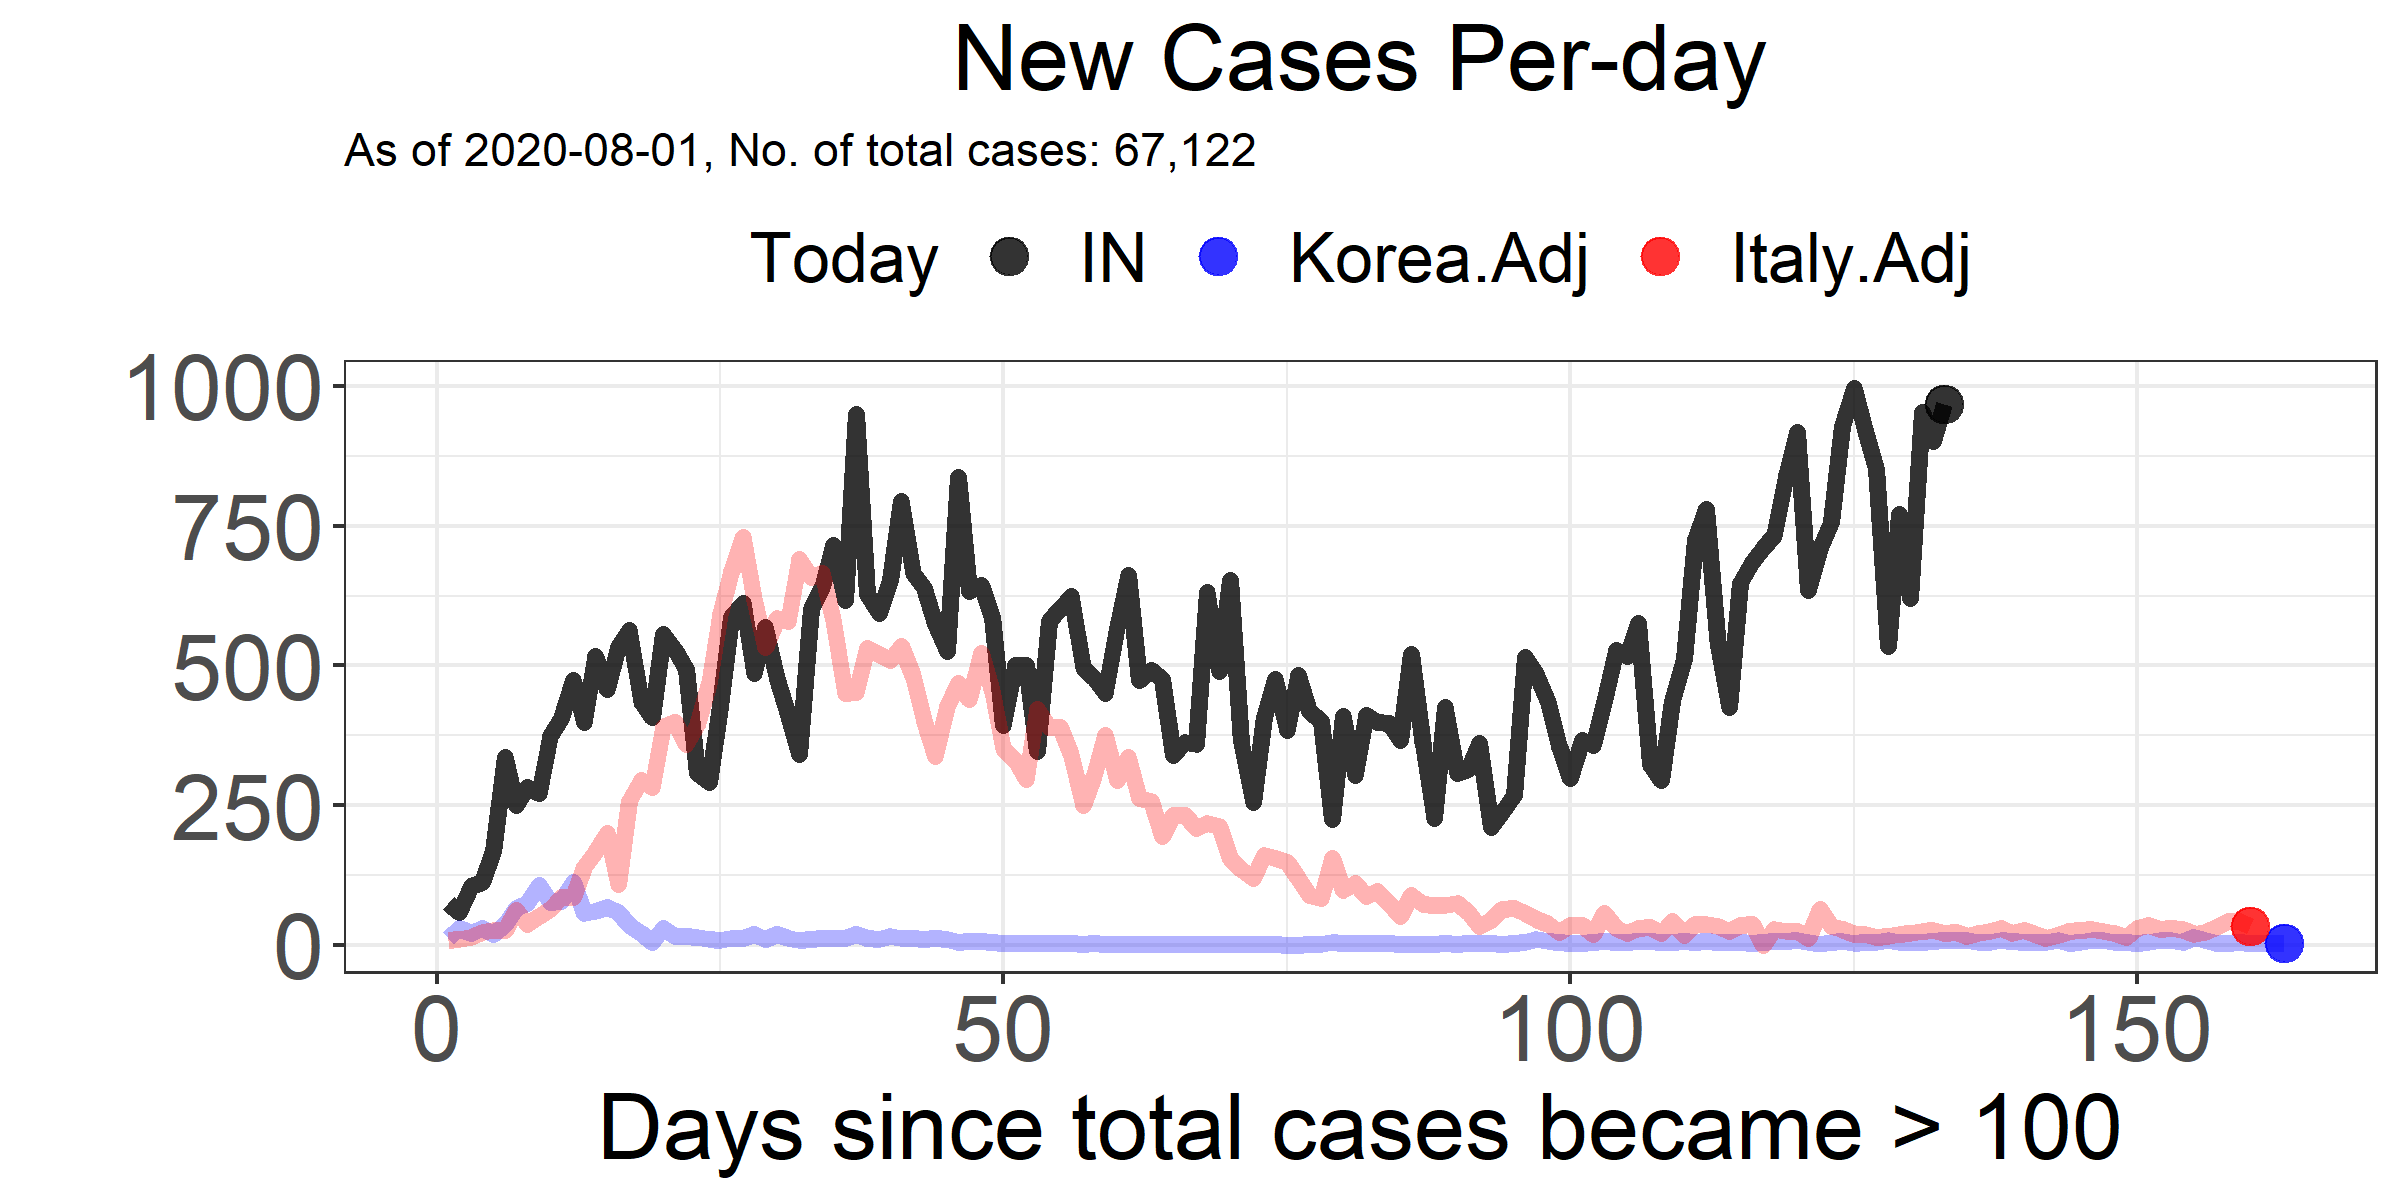 New Cases Per-day
As of 2020-08-01, No. of total cases: 67,122
Today IN Korea.Adj Italy.Adj
1000
750
500
250
0
0 50 100 150
Days since total cases became > 100